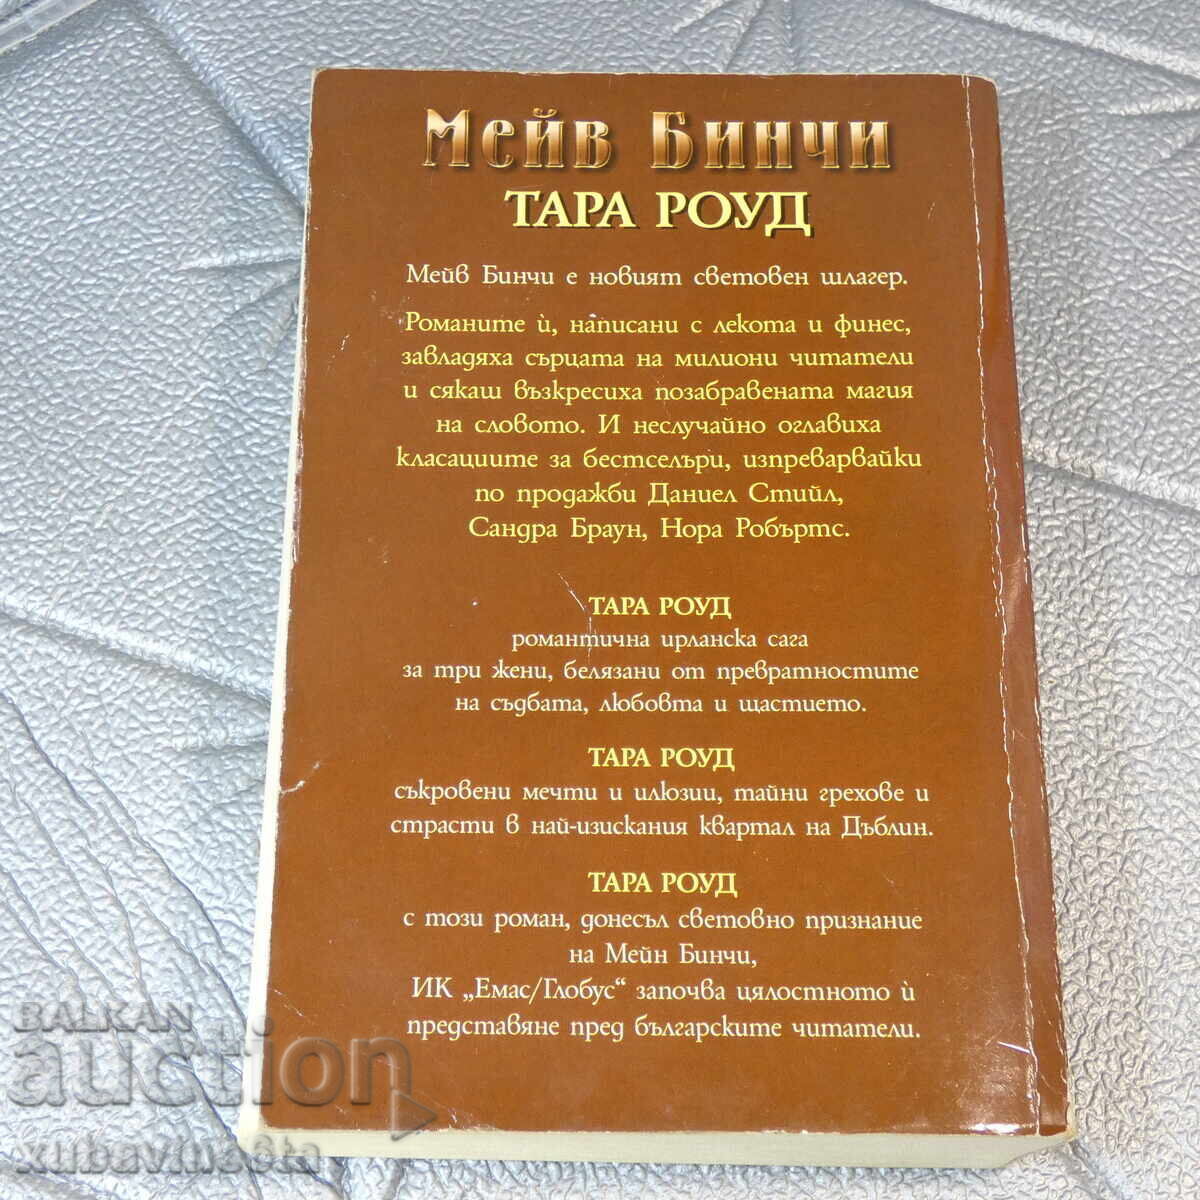 Мейв Бинчи
ТАРА РОУД
Мейв Бинчи е новият световен шлагер.
Романите ѝ, написани с лекота и финес,
завладяха сърцата на милиони читатели
и сякаш възкресиха позабравената магия
на словото. И неслучайно оглавиха
класациите за бестселъри, изпреварвайки
по продажби Даниел Стийл,
Сандра Браун, Нора Робъртс.
ТАРА РОУД
романтична ирланска сага
за три жени, белязани от превратностите
на съдбата, любовта и щастието.
ТАРА РОУД
съкровени мечти и илюзии, тайни грехове и
страсти в най-изискания квартал на Дъблин.
ТАРА РОУД
с този роман, донесъл световно признание
на Мейн Бинчи,
ИК „Емас/Глобус“ започва цялостното ѝ
представяне пред българските читатели.
BALKAN
auction
xubavinesta